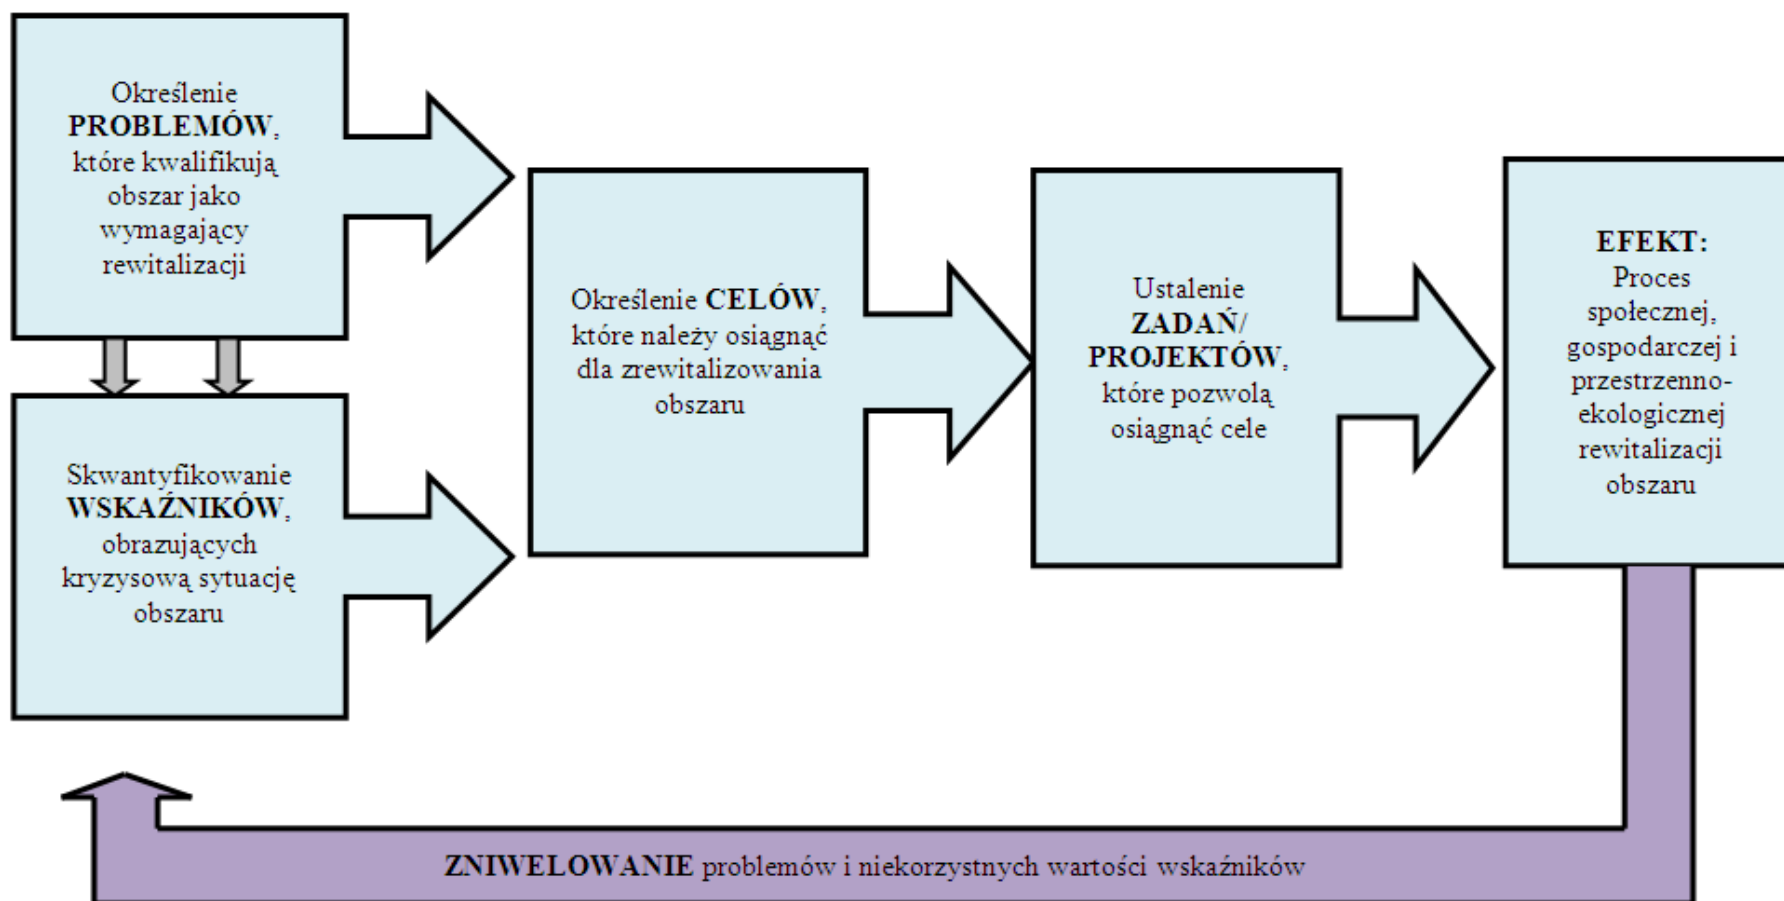 Określenie
PROBLEMÓW,
które kwalifikują
obszar jako
wymagający
rewitalizacji
Skwantyfikowanie
WSKAŹNIKÓW,
obrazujących
kryzysową sytuację
obszaru
Określenie CELÓW,
które należy osiągnąć
dla zrewitalizowania
obszaru
Ustalenie
ZADAŃ/
PROJEKTÓW,
które pozwolą
osiągnąć cele
EFEKT:
Proces
społecznej,
gospodarczej i
przestrzenno-
ekologicznej
rewitalizacji
obszaru
ZNIWELOWANIE problemów i niekorzystnych wartości wskaźników